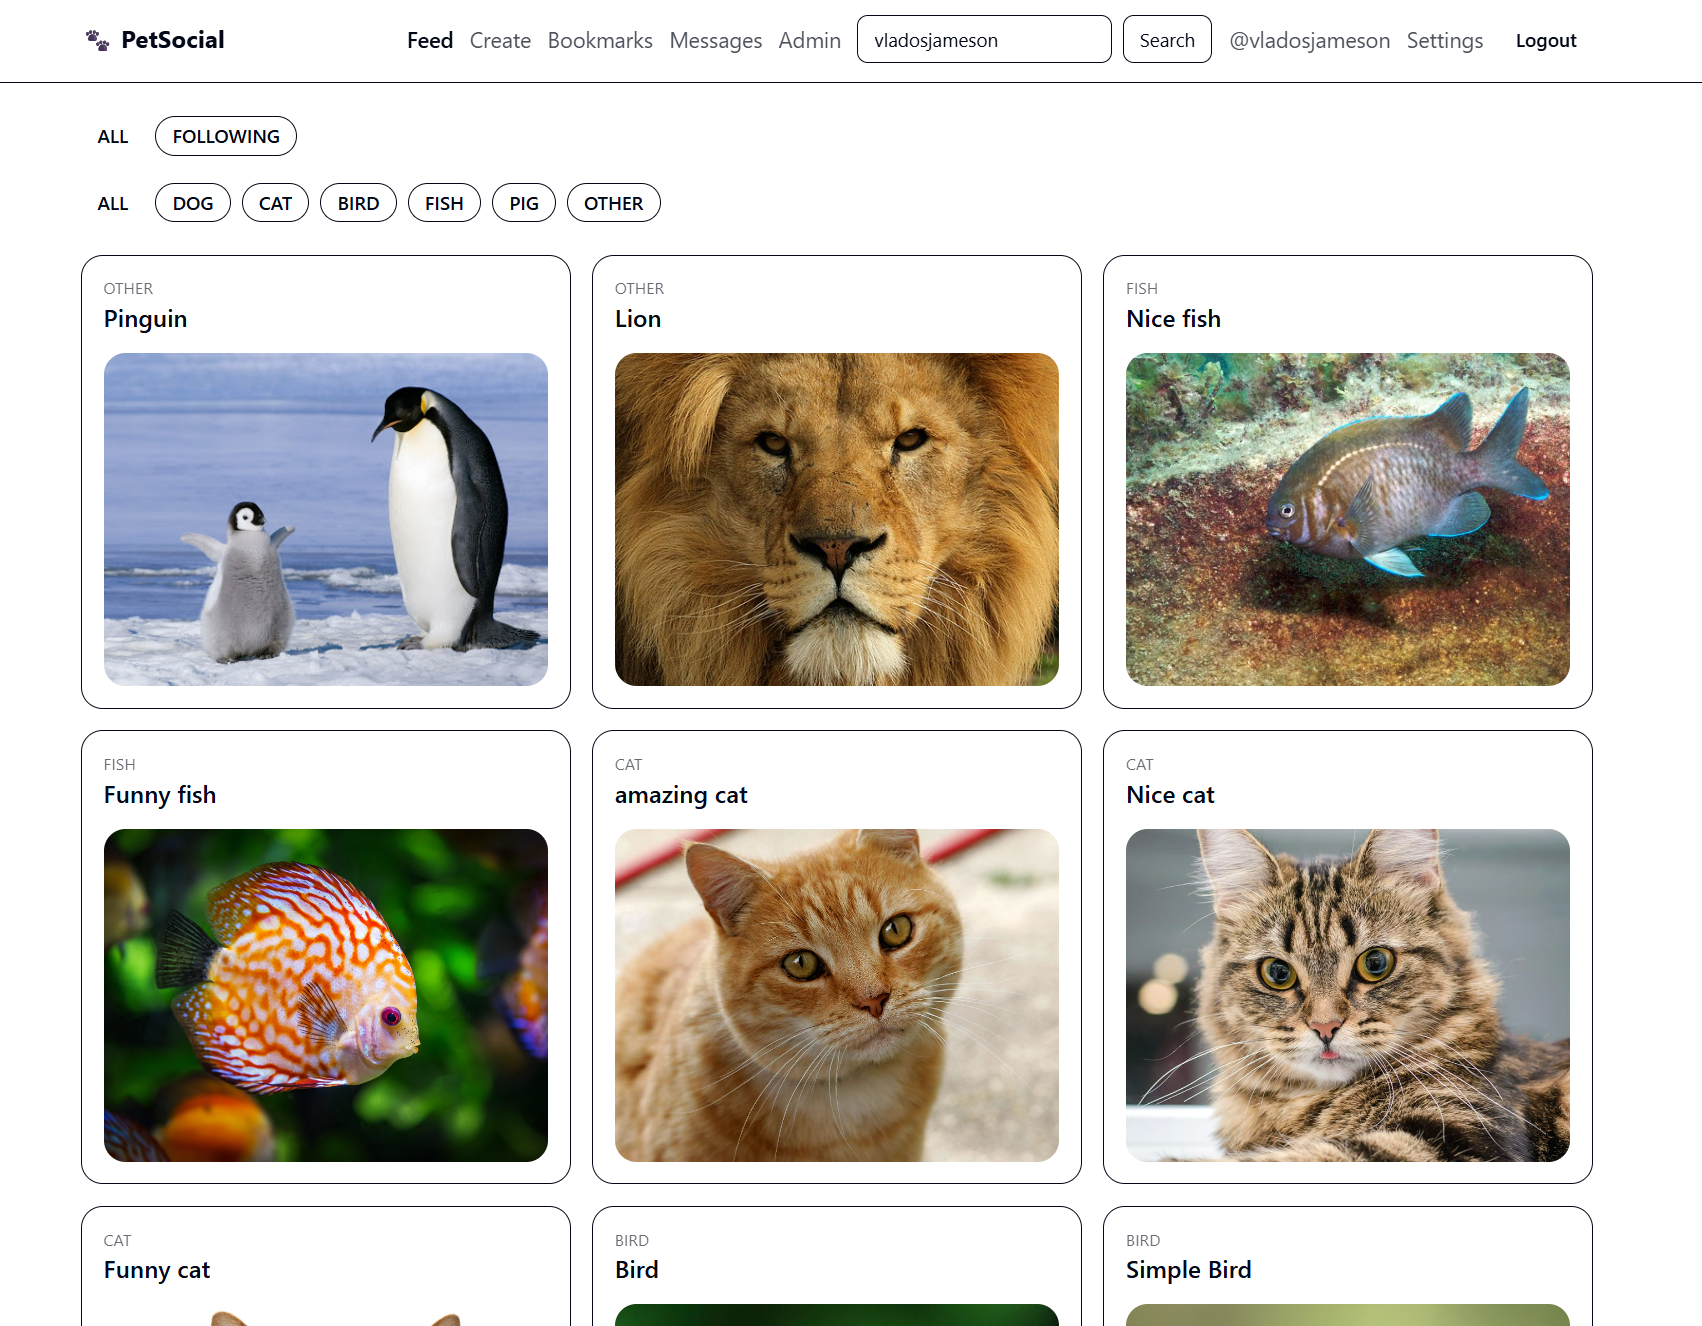 PetSocial Feed Create Bookmarks Messages Admin vladosjameson Search @vladosjameson Settings Logout
ALL FOLLOWING
ALL DOG CAT BIRD FISH PIG OTHER
OTHER
Pinguin
OTHER
Lion
FISH
Nice fish
FISH
Funny fish
CAT
amazing cat
CAT
Nice cat
CAT
Funny cat
BIRD
Bird
BIRD
Simple Bird